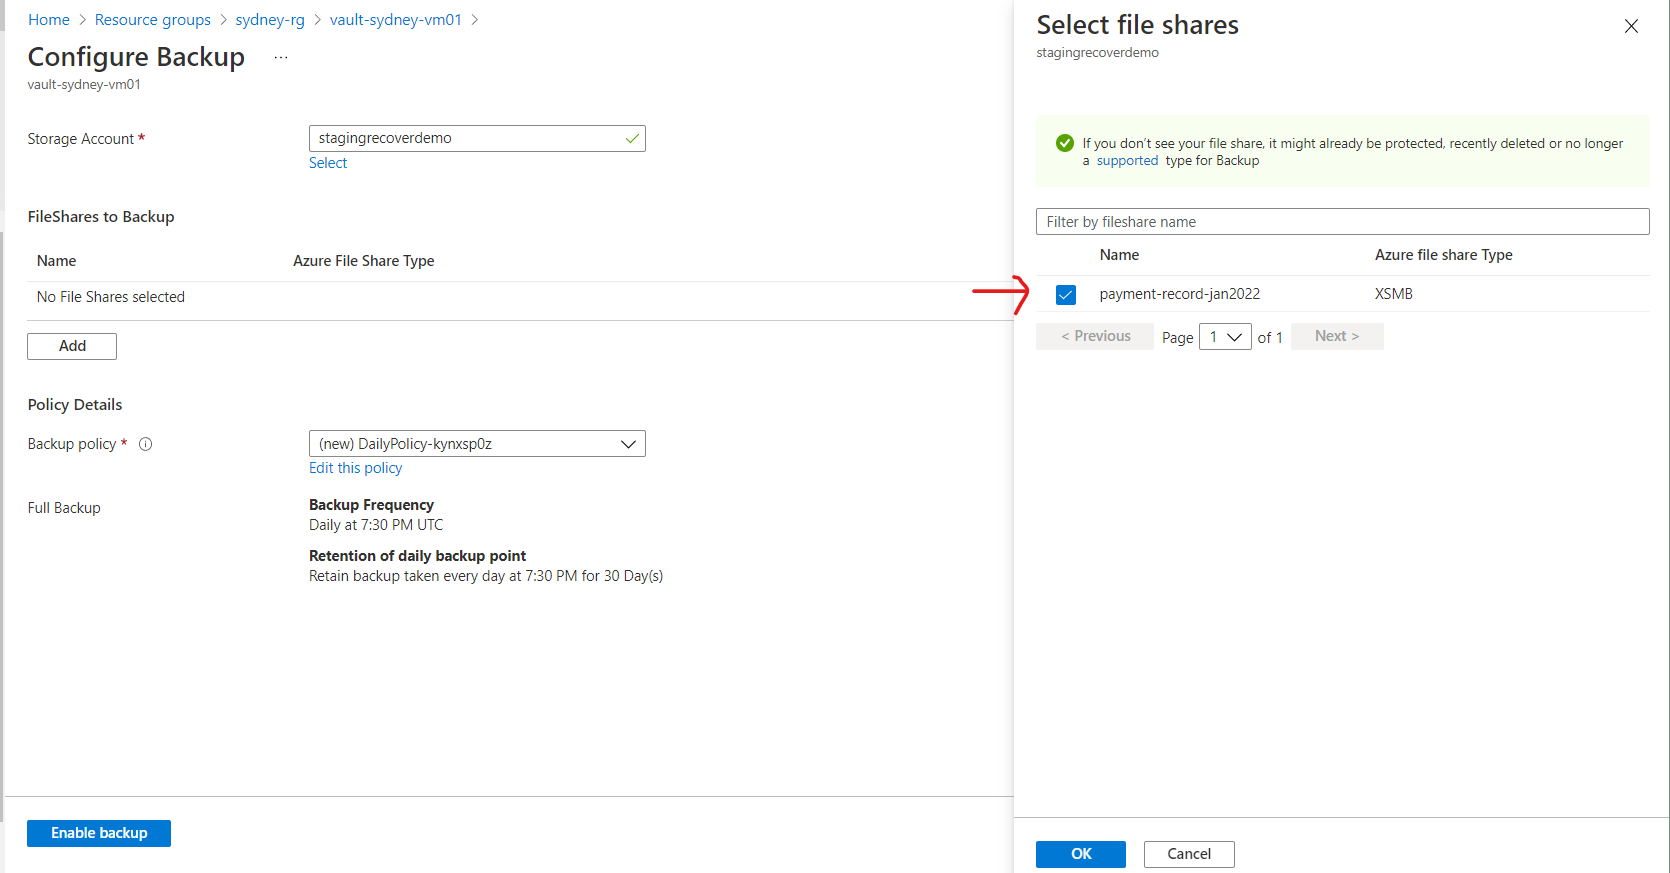 Home > Resource groups > sydney-rg > vault-sydney-vm01 >
Configure Backup ...
vault-sydney-vm01
Storage Account *
stagingrecoverdemo
Select
FileShares to Backup
Name Azure File Share Type
No File Shares selected
Add
Policy Details
Backup policy *
(new) DailyPolicy-kynxsp0z
Edit this policy
Full Backup
Backup Frequency
Daily at 7:30 PM UTC
Retention of daily backup point
Retain backup taken every day at 7:30 PM for 30 Day(s)
Enable backup
Select file shares
stagingrecoverdemo
If you don't see your file share, it might already be protected, recently deleted or no longer
a supported type for Backup
Filter by fileshare name
Name Azure file share Type
payment-record-jan2022 XSMB
< Previous Page 1 of 1 Next >
OK Cancel